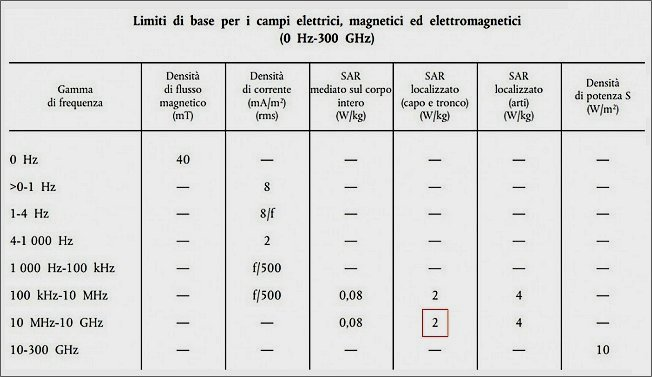 Limiti di base per i campi elettrici, magnetici ed elettromagnetici
(0 Hz-300 GHz)
Gamma
di frequenza
Densità
di flusso
magnetico
(mT)
Densità
di corrente
(mA/m²)
(rms)
SAR
mediato sul corpo
intero
(W/kg)
SAR
localizzato
(capo e tronco)
(W/kg)
SAR
localizzato
(arti)
(W/kg)
Densità
di potenza S
(W/m²)
0 Hz 40 — — — — —
>0-1 Hz — 8 — — — —
1-4 Hz — 8/f — — — —
4-1 000 Hz — 2 — — — —
1 000 Hz-100 kHz — f/500 — — — —
100 kHz-10 MHz — f/500 0,08 2 4 —
10 MHz-10 GHz — — 0,08 2 4 —
10-300 GHz — — — — — 10